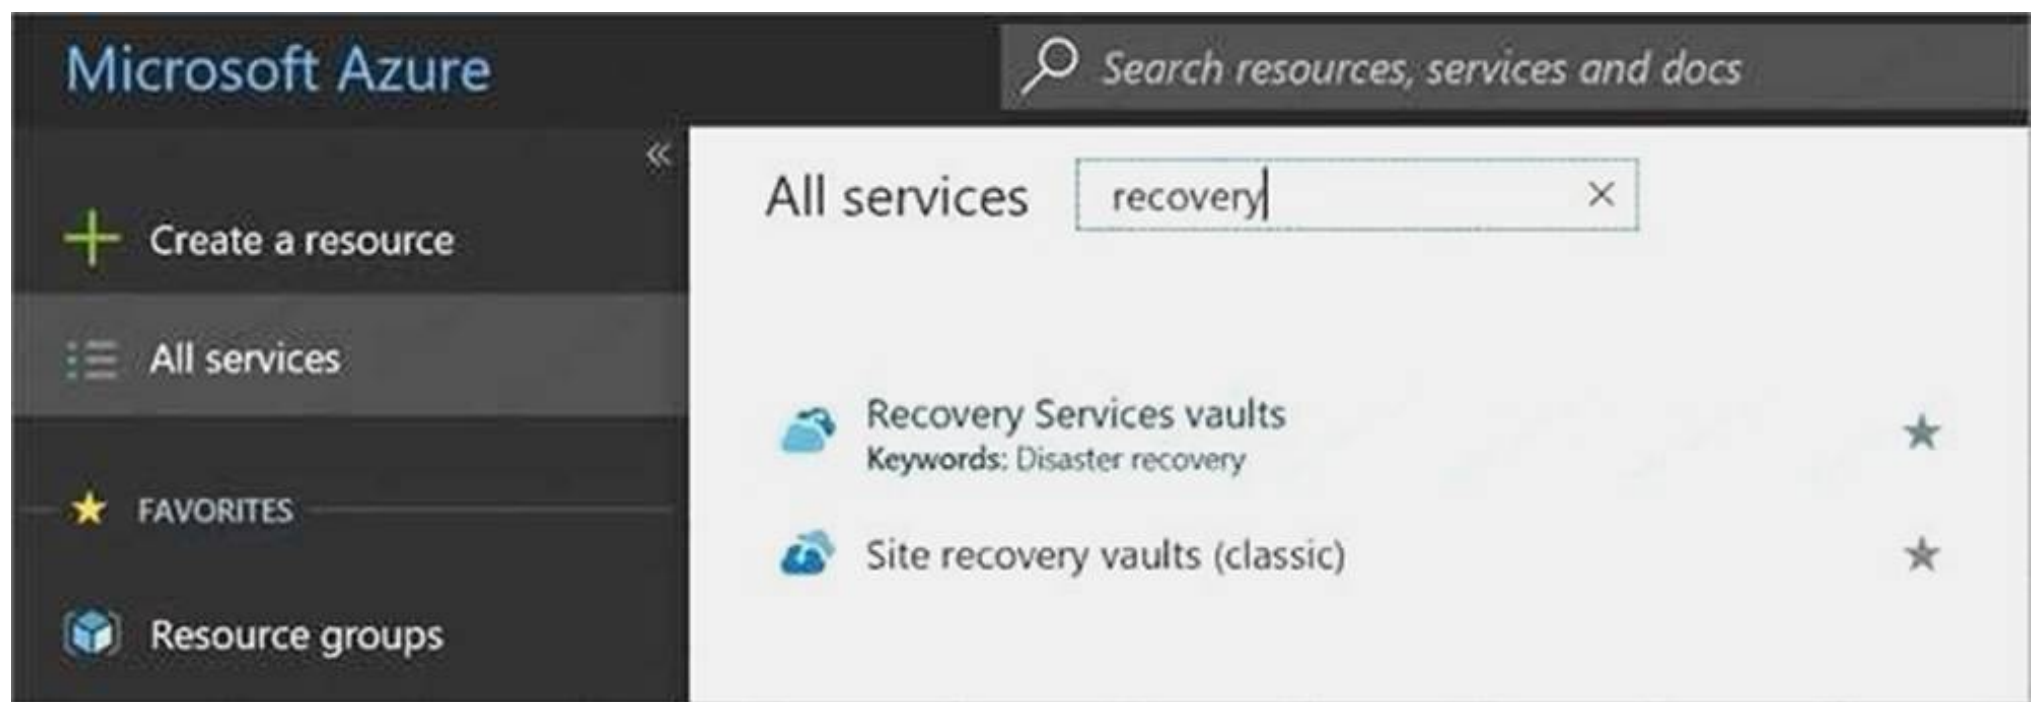 Microsoft Azure
Search resources, services and docs
«
Create a resource
All services
FAVORITES
Resource groups
All services
recovery
Recovery Services vaults
Keywords: Disaster recovery
Site recovery vaults (classic)